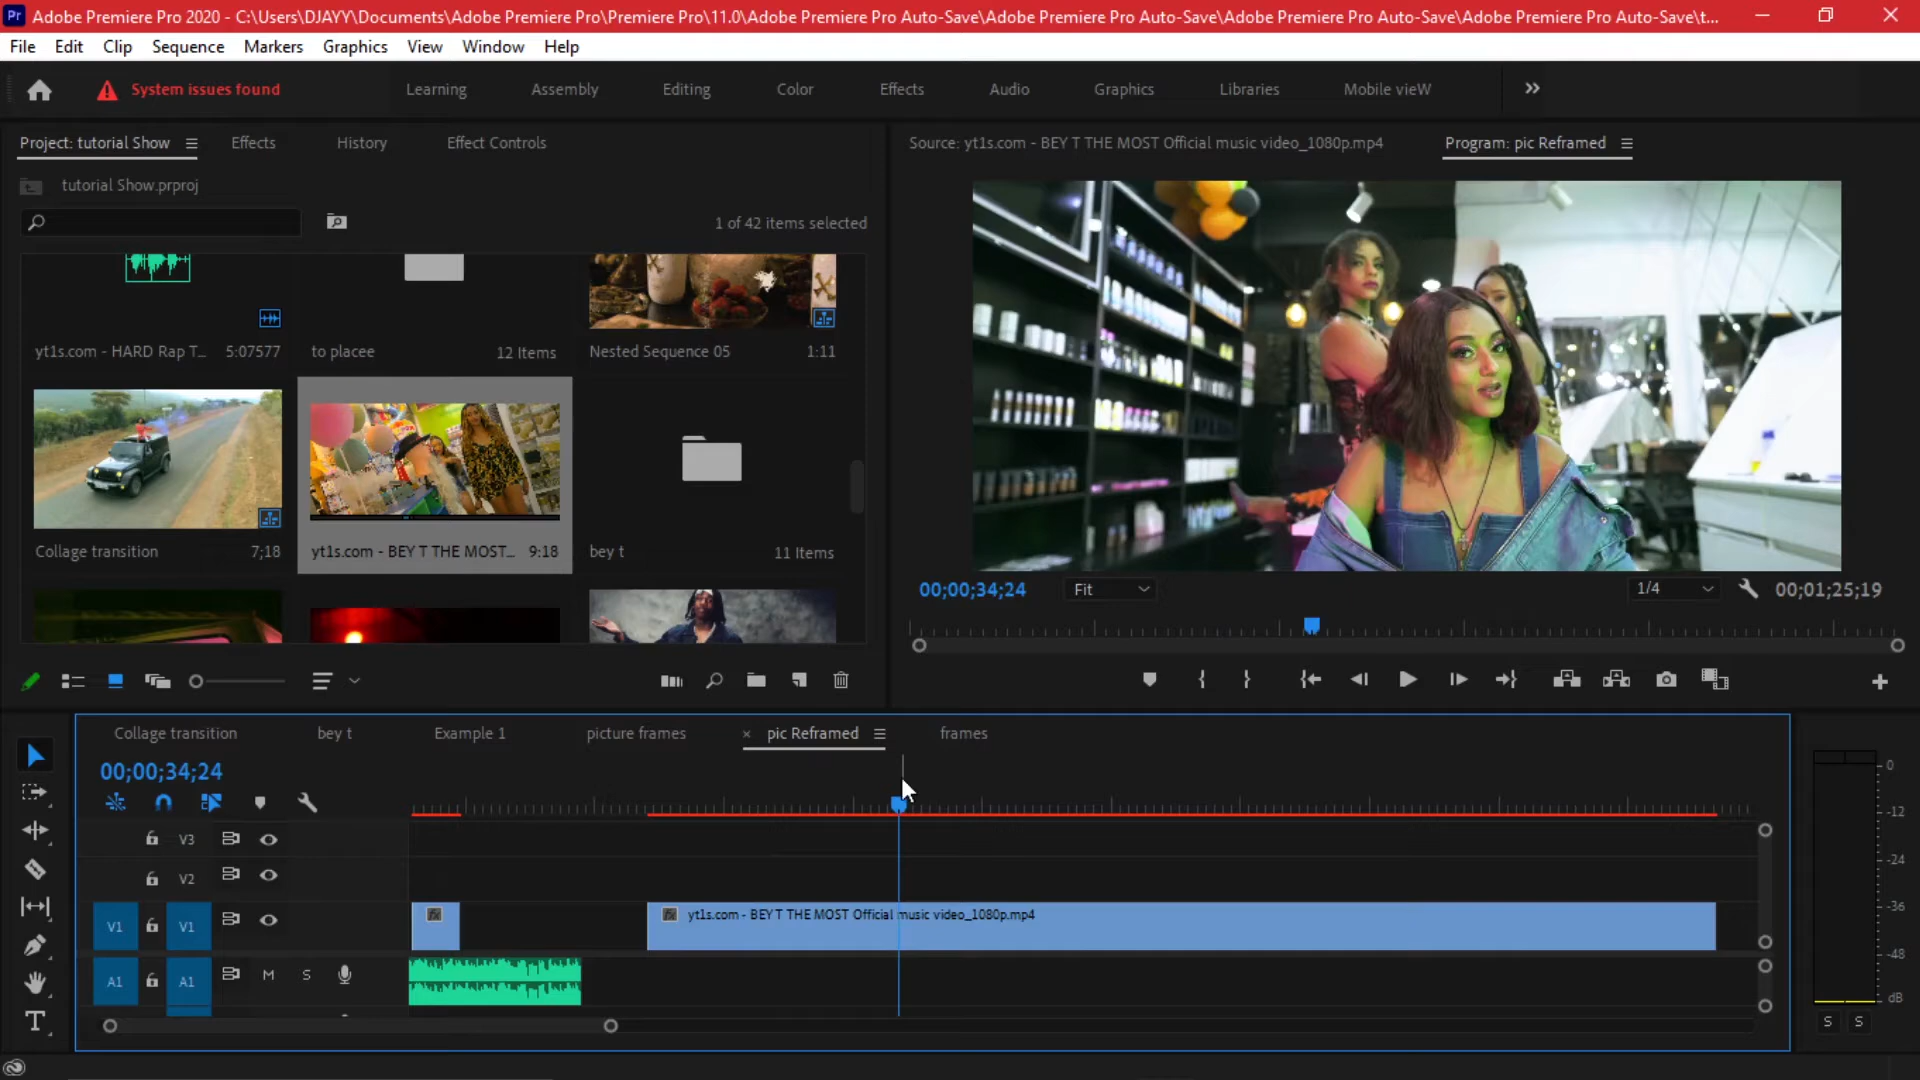 Pr Adobe Premiere Pro 2020 - C:\Users\DJAYY\Documents\Adobe Premiere Pro\Premiere Pro\11.0\Adobe Premiere Pro Auto-Save\Adobe Premiere Pro Auto-Save\Adobe Premiere Pro Auto-Save\Adobe Premiere Pro Auto-Save\t...
File Edit Clip Sequence Markers Graphics View Window Help
System issues found Learning Assembly Editing Color Effects Audio Graphics Libraries Mobile vieW
Project: tutorial Show Effects History Effect Controls
Source: yt1s.com - BEY T THE MOST Official music video_1080p.mp4 Program: pic Reframed
tutorial Show.prproj
1 of 42 items selected
yt1s.com - HARD Rap T... 5:07577 to placee 12 Items Nested Sequence 05 1:11
Collage transition 7;18 yt1s.com - BEY T THE MOST... 9:18 bey t 11 Items
00;00;34;24 Fit 1/4 00;01;25;19
Collage transition bey t Example 1 picture frames × pic Reframed frames
00;00;34;24
V3
V2
V1 V1 fx fx yt1s.com - BEY T THE MOST Official music video_1080p.mp4
A1 A1 M S
T
0
-12
-24
-36
-48
dB
S S